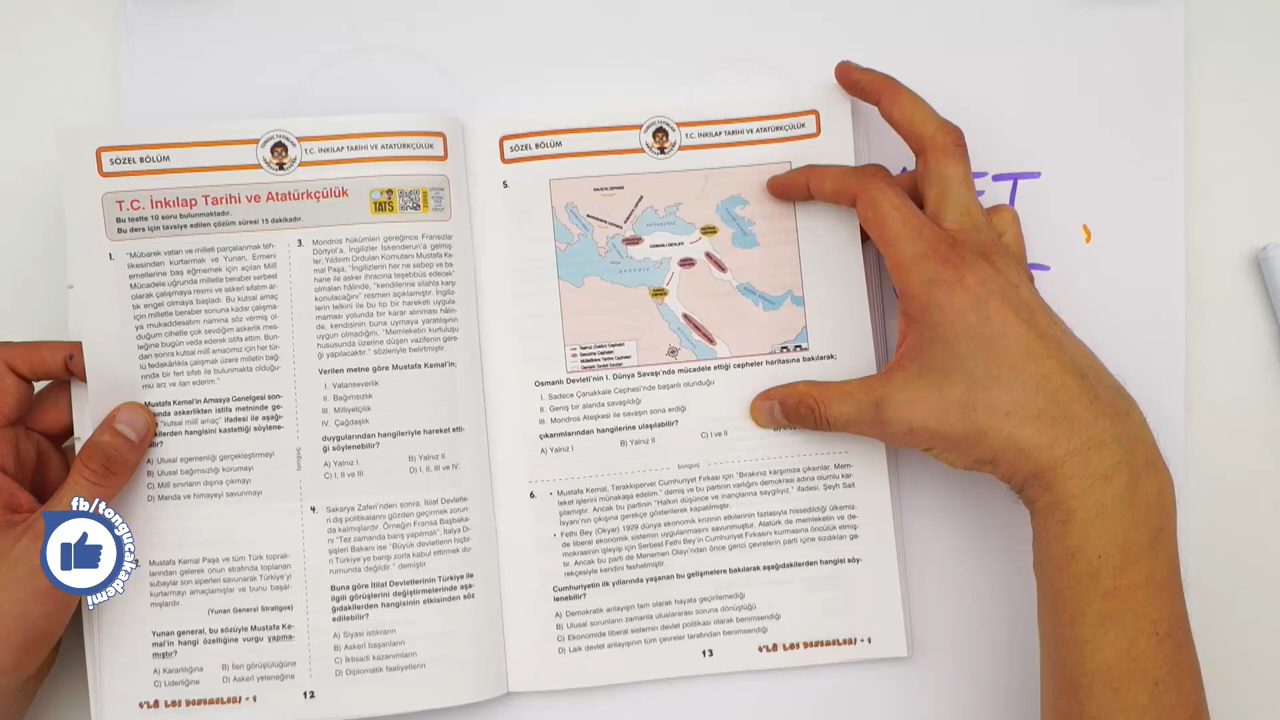 SÖZEL BÖLÜM
T.C. İNKILAP TARİHİ VE ATATÜRKÇÜLÜK
T.C. İnkılap Tarihi ve Atatürkçülük
Bu testte 10 soru bulunmaktadır.
Bu ders için tavsiye edilen çözüm süresi 15 dakikadır.
TATS
1.
"Mübarek vatan ve milleti parçalanmak teh-
likesinden kurtarmak ve Yunan, Ermeni
emellerine baş eğmemek için açılan Millî
Mücadele uğrunda milletle beraber serbest
olarak çalışmaya resmi ve askeri sıfatım ar-
tık engel olmaya başladı. Bu kutsal amaç
için milletle beraber sonuna kadar çalışma-
ya mukaddesatım namına söz vermiş ol-
duğum cihetle çok sevdiğim askerlik mes-
leğine bugün veda ederek istifa ettim. Bun-
dan sonra kutsal millî amacımız için her tür-
lü fedakârlıkla çalışmak üzere milletin bağ-
rında bir fert sıfatı ile bulunmakta olduğu-
mu arz ve ilan ederim."
Mustafa Kemal'in Amasya Genelgesi son-
askerlikten istifa metninde ge-
"kutsal millî amaç" ifadesi ile aşağı-
kilerden hangisini kastettiği söylene-
bilir?
A) Ulusal egemenliği gerçekleştirmeyi
B) Ulusal bağımsızlığı korumayı
C) Millî sınırların dışına çıkmayı
D) Manda ve himayeyi savunmayı
Mustafa Kemal Paşa ve tüm Türk toprak-
larından gelerek onun etrafında toplanan
subaylar son siperleri savunarak Türkiye'yi
kurtarmayı amaçlamışlar ve bunu başar-
mışlardır.
(Yunan General Stratigos)
Yunan general, bu sözüyle Mustafa Ke-
mal'in hangi özelliğine vurgu yapma-
mıştır?
A) Kararlılığına
B) İleri görüşlülüğüne
C) Liderliğine
D) Askerî yeteneğine
3.
Mondros hükümleri gereğince Fransızlar
Dörtyol'a, İngilizler İskenderun'a gelmiş-
ler, Yıldırım Orduları Komutanı Mustafa Ke-
mal Paşa, "İngilizlerin her ne sebep ve ba-
hane ile asker ihracına teşebbüs edecek
olmaları hâlinde, "kendilerine silahla karşı
konulacağını" resmen açıklamıştır. İngiliz-
lerin telkini ile bu tip bir hareketi uygula-
maması yolunda bir karar alınması hâlin-
de, kendisinin buna uymaya yaratılışının
uygun olmadığını, "Memleketin kurtuluşu
hususunda üzerine düşen vazifenin gere-
ği yapılacaktır." sözleriyle belirtmiştir.
Verilen metne göre Mustafa Kemal'in;
I. Vatanseverlik
II. Bağımsızlık
III. Milliyetçilik
IV. Çağdaşlık
duygularından hangileriyle hareket etti-
ği söylenebilir?
A) Yalnız I.
B) Yalnız II.
C) I, II ve III.
D) I, II, III ve IV.
4.
Sakarya Zaferi'nden sonra, İtilaf Devletle-
ri dış politikalarını gözden geçirmek zorun-
da kalmışlardır. Örneğin Fransa Başbaka-
nı "Tez zamanda barış yapılmalı", İtalya Dı-
şişleri Bakanı ise "Büyük devletlerin hiçbi-
ri Türkiye'ye barışı zorla kabul ettirmek du-
rumunda değildir." demiştir.
Buna göre İtilaf Devletlerinin Türkiye ile
ilgili görüşlerini değiştirmelerinde aşa-
ğıdakilerden hangisinin etkisinden söz
edilebilir?
A) Siyasi istikrarın
B) Askerî başarıların
C) İktisadi kazanımların
D) Diplomatik faaliyetlerin
tonguç
12
SÖZEL BÖLÜM
T.C. İNKILAP TARİHİ VE ATATÜRKÇÜLÜK
5.
KARADENİZ
OSMANLI DEVLETİ
AKDENİZ
Osmanlı Devleti'nin I. Dünya Savaşı'nda mücadele ettiği cepheler haritasına bakılarak;
I. Sadece Çanakkale Cephesi'nde başarılı olunduğu
II. Geniş bir alanda savaşıldığı
III. Mondros Ateşkesi ile savaşın sona erdiği
çıkarımlarından hangilerine ulaşılabilir?
A) Yalnız I
B) Yalnız II
C) I ve II
tonguç
6.
• Mustafa Kemal, Terakkiperver Cumhuriyet Fırkası için "Bırakınız karşımıza çıksınlar. Mem-
leket işlerini münakaşa edelim." demiş ve bu partinin varlığını demokrasi adına olumlu kar-
şılamıştır. Ancak bu partinin "Halkın düşünce ve inançlarına saygılıyız." ifadesi, Şeyh Sait
İsyanı'nın çıkışına gerekçe gösterilerek kapatılmıştır.
• Fethi Bey (Okyar) 1929 dünya ekonomik krizinin etkilerinin fazlasıyla hissedildiği ülkemiz-
de liberal ekonomik sistemin uygulanmasını savunmuştur. Atatürk de memleketin ve de-
mokrasinin işleyişi için Serbest Fethi Bey'in Cumhuriyet Fırkasını kurmasına öncülük etmiş-
tir. Ancak bu parti de Menemen Olayı'ndan önce gerici çevrelerin parti içine sızdıkları ge-
rekçesiyle kendini feshetmiştir.
Cumhuriyetin ilk yıllarında yaşanan bu gelişmelere bakılarak aşağıdakilerden hangisi söy-
lenebilir?
A) Demokratik anlayışın tam olarak hayata geçirilemediği
B) Ulusal sorunların zamanla uluslararası soruna dönüştüğü
C) Ekonomide liberal sistemin devlet politikası olarak benimsendiği
D) Laik devlet anlayışının tüm çevreler tarafından benimsendiği
13
fb/tongucakademi